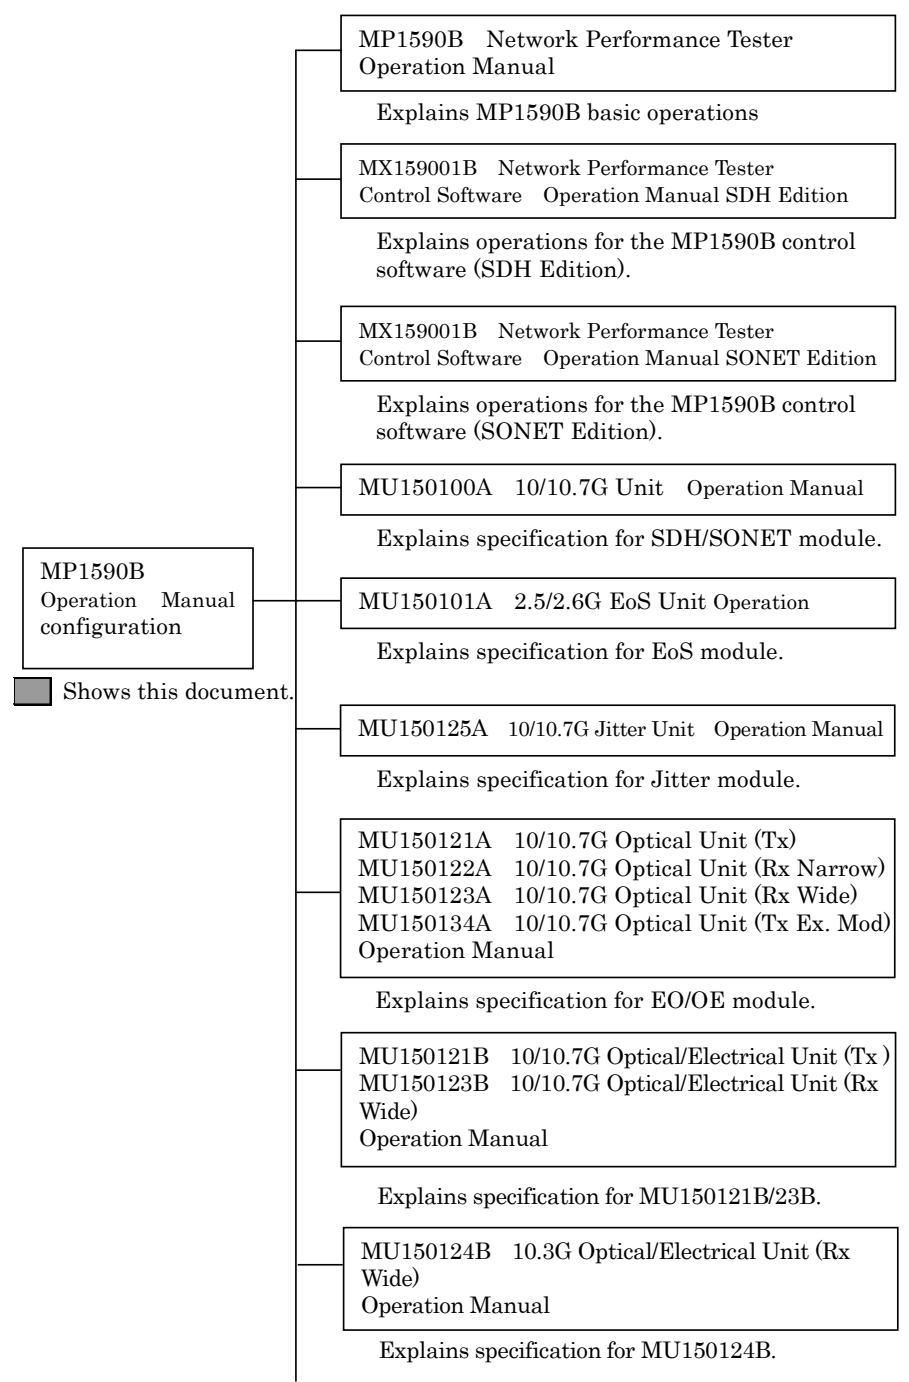 MP1590B Network Performance Tester
Operation Manual
Explains MP1590B basic operations
MX159001B Network Performance Tester
Control Software Operation Manual SDH Edition
Explains operations for the MP1590B control
software (SDH Edition).
MX159001B Network Performance Tester
Control Software Operation Manual SONET Edition
Explains operations for the MP1590B control
software (SONET Edition).
MU150100A 10/10.7G Unit Operation Manual
Explains specification for SDH/SONET module.
MP1590B
Operation Manual
configuration
Shows this document.
MU150101A 2.5/2.6G EoS Unit Operation
Explains specification for EoS module.
MU150125A 10/10.7G Jitter Unit Operation Manual
Explains specification for Jitter module.
MU150121A 10/10.7G Optical Unit (Tx)
MU150122A 10/10.7G Optical Unit (Rx Narrow)
MU150123A 10/10.7G Optical Unit (Rx Wide)
MU150134A 10/10.7G Optical Unit (Tx Ex. Mod)
Operation Manual
Explains specification for EO/OE module.
MU150121B 10/10.7G Optical/Electrical Unit (Tx )
MU150123B 10/10.7G Optical/Electrical Unit (Rx
Wide)
Operation Manual
Explains specification for MU150121B/23B.
MU150124B 10.3G Optical/Electrical Unit (Rx
Wide)
Operation Manual
Explains specification for MU150124B.